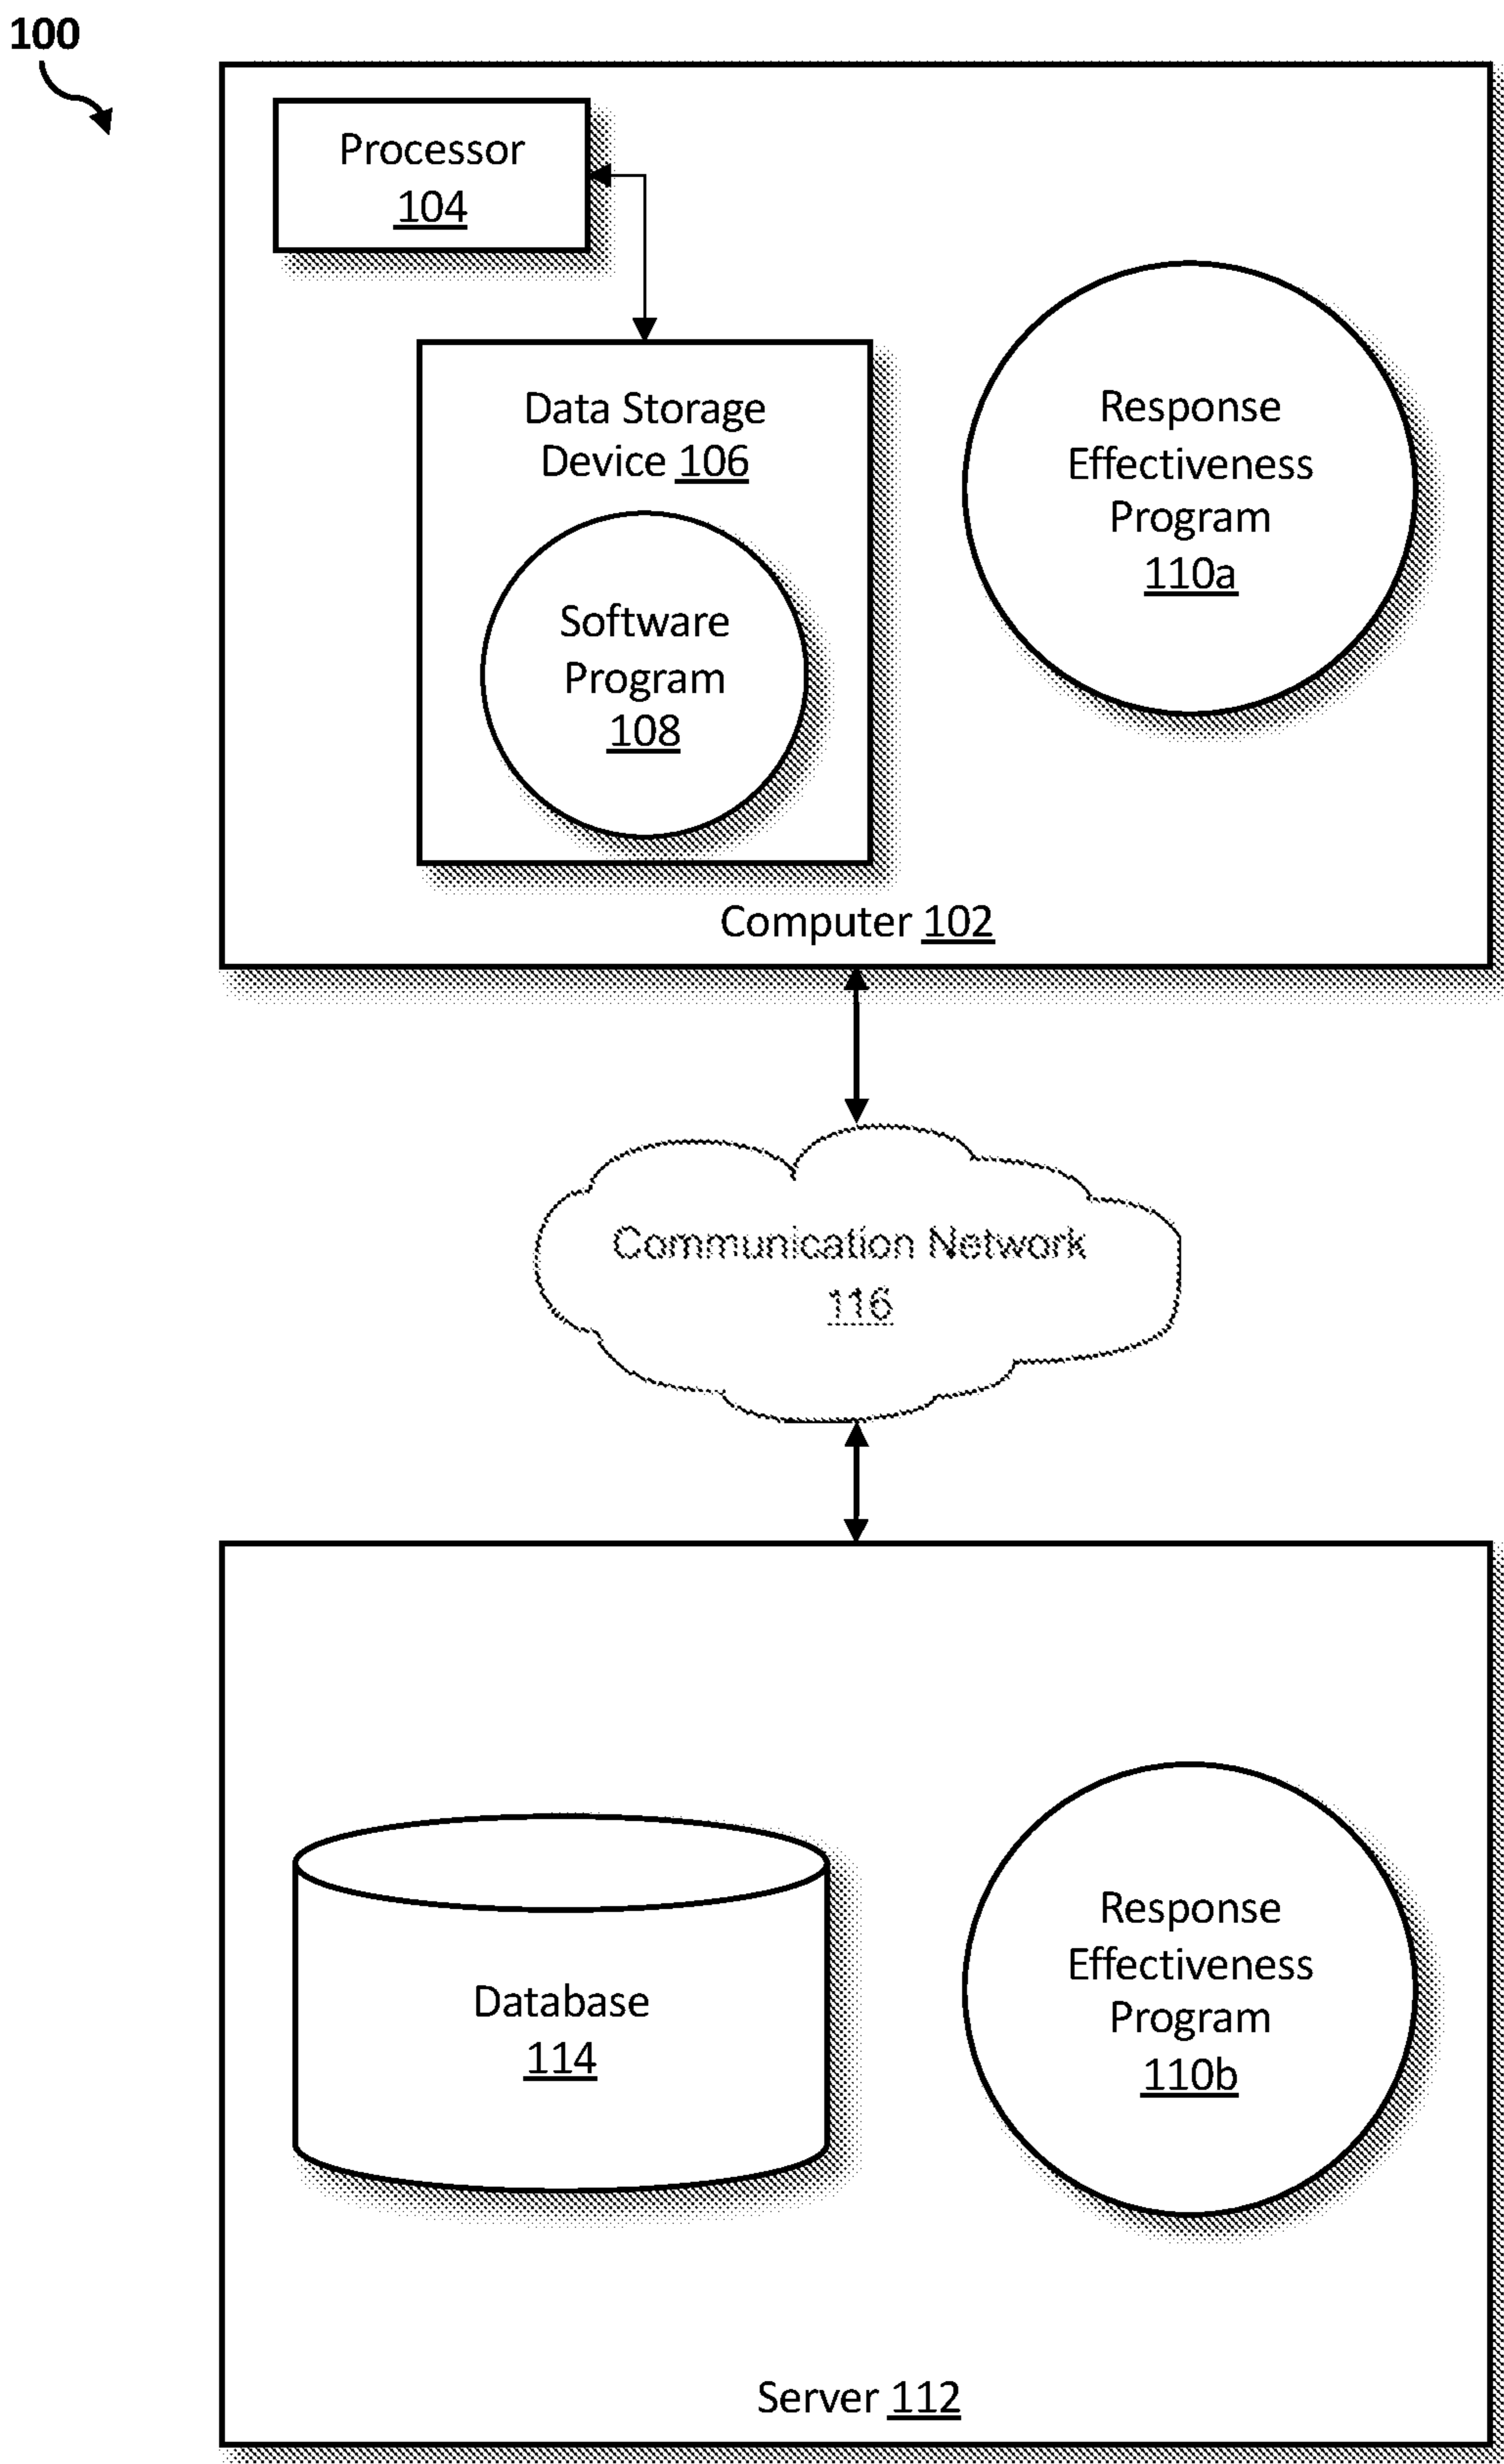 100
Processor
104
Data Storage
Device 106
Software
Program
108
Response
Effectiveness
Program
110a
Computer 102
Communication Network
116
Database
114
Response
Effectiveness
Program
110b
Server 112